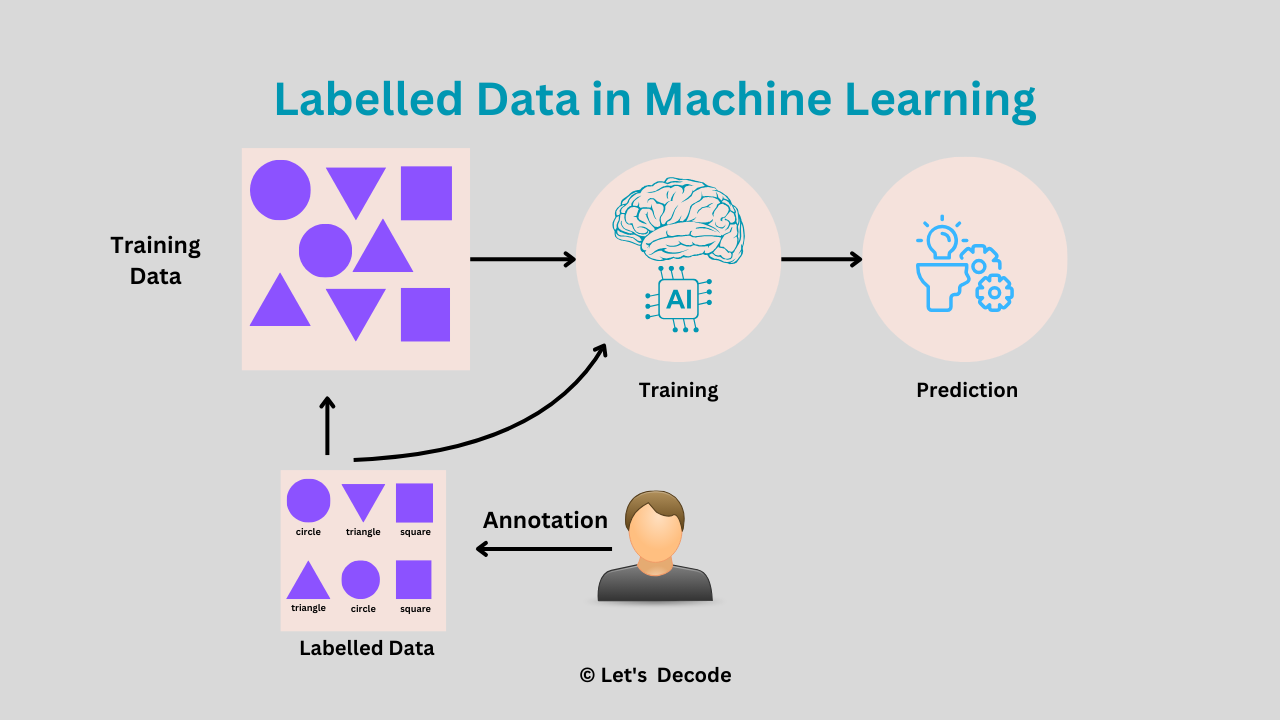 Labelled Data in Machine Learning
Training
Data
AI
Training
Prediction
Annotation
circle triangle square
triangle circle square
Labelled Data
© Let's Decode